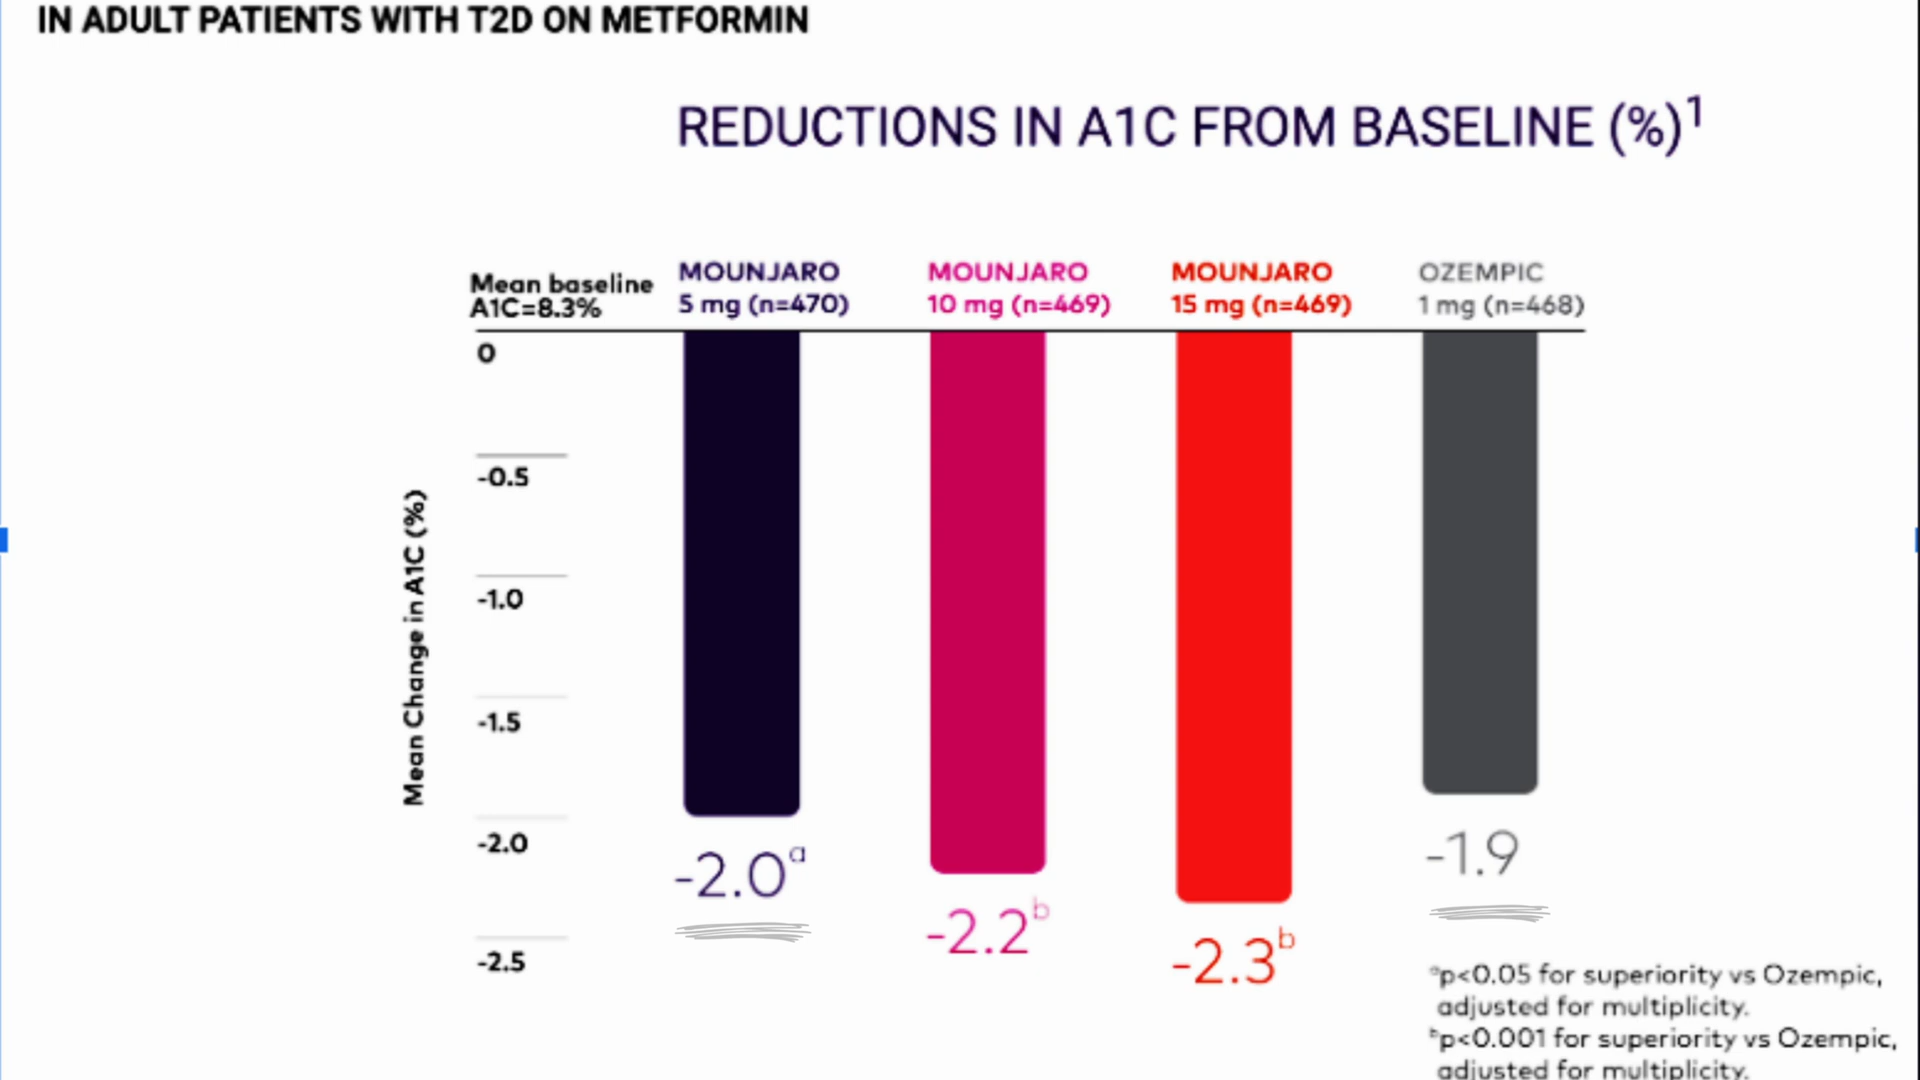 IN ADULT PATIENTS WITH T2D ON METFORMIN
REDUCTIONS IN A1C FROM BASELINE (%)¹
Mean baseline
A1C=8.3%
MOUNJARO
5 mg (n=470)
MOUNJARO
10 mg (n=469)
MOUNJARO
15 mg (n=469)
OZEMPIC
1 mg (n=468)
Mean Change in A1C (%)
0
-0.5
-1.0
-1.5
-2.0
-2.5
-2.0ᵃ
-2.2ᵇ
-2.3ᵇ
-1.9
ᵃp<0.05 for superiority vs Ozempic,
adjusted for multiplicity.
ᵇp<0.001 for superiority vs Ozempic,
adjusted for multiplicity.